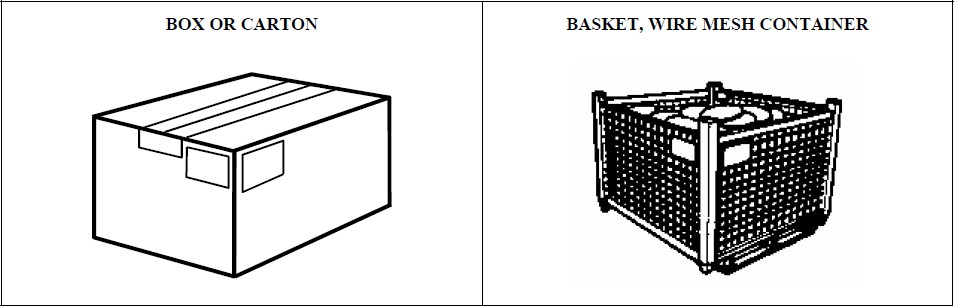 BOX OR CARTON
BASKET, WIRE MESH CONTAINER